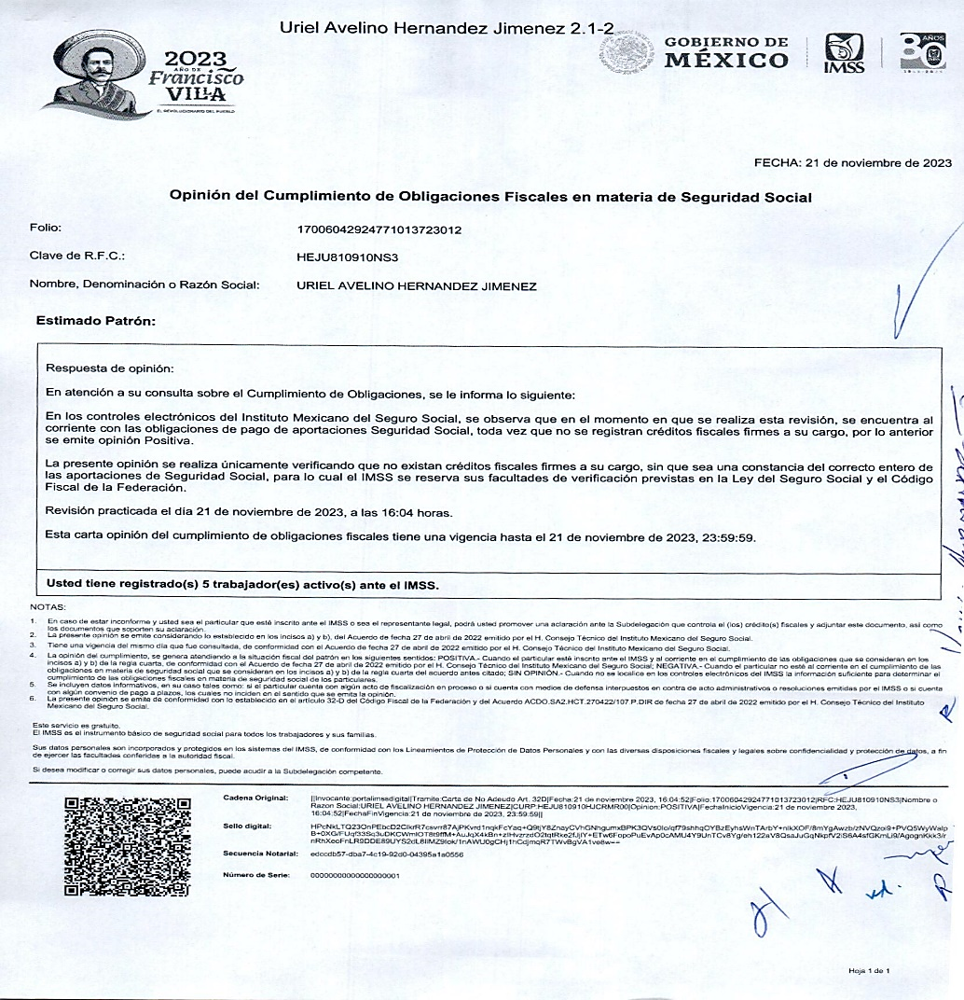 Uriel Avelino Hernandez Jimenez 2.1-2
2023
AÑO DE
Francisco
VILLA
EL REVOLUCIONARIO DEL PUEBLO
GOBIERNO DE
MÉXICO
IMSS
80 AÑOS
FECHA: 21 de noviembre de 2023
Opinión del Cumplimiento de Obligaciones Fiscales en materia de Seguridad Social
Folio: 17006042924771013723012
Clave de R.F.C.: HEJU810910NS3
Nombre, Denominación o Razón Social: URIEL AVELINO HERNANDEZ JIMENEZ
Estimado Patrón:
Respuesta de opinión:
En atención a su consulta sobre el Cumplimiento de Obligaciones, se le informa lo siguiente:
En los controles electrónicos del Instituto Mexicano del Seguro Social, se observa que en el momento en que se realiza esta revisión, se encuentra al
corriente con las obligaciones de pago de aportaciones Seguridad Social, toda vez que no se registran créditos fiscales firmes a su cargo, por lo anterior
se emite opinión Positiva.
La presente opinión se realiza únicamente verificando que no existan créditos fiscales firmes a su cargo, sin que sea una constancia del correcto entero de
las aportaciones de Seguridad Social, para lo cual el IMSS se reserva sus facultades de verificación previstas en la Ley del Seguro Social y el Código
Fiscal de la Federación.
Revisión practicada el día 21 de noviembre de 2023, a las 16:04 horas.
Esta carta opinión del cumplimiento de obligaciones fiscales tiene una vigencia hasta el 21 de noviembre de 2023, 23:59:59.
Usted tiene registrado(s) 5 trabajador(es) activo(s) ante el IMSS.
NOTAS:
1. En caso de estar inconforme y usted sea el particular que esté inscrito ante el IMSS o sea el representante legal, podrá usted promover una aclaración ante la Subdelegación que controla el (los) crédito(s) fiscales y adjuntar este documento, así como
los documentos que soporten su aclaración.
2. La presente opinión se emite considerando lo establecido en los incisos a) y b), del Acuerdo de fecha 27 de abril de 2022 emitido por el H. Consejo Técnico del Instituto Mexicano del Seguro Social.
3. Tiene una vigencia del mismo día que fue consultada, de conformidad con el Acuerdo de fecha 27 de abril de 2022 emitido por el H. Consejo Técnico del Instituto Mexicano del Seguro Social.
4. La opinión del cumplimiento, se genera atendiendo a la situación fiscal del patrón en los siguientes sentidos: POSITIVA.- Cuando el particular esté inscrito ante el IMSS y al corriente en el cumplimiento de las obligaciones que se consideran en los
incisos a) y b) de la regla cuarta, de conformidad con el Acuerdo de fecha 27 de abril de 2022 emitido por el H. Consejo Técnico del Instituto Mexicano del Seguro Social; NEGATIVA.- Cuando el particular no esté al corriente en el cumplimiento de las
obligaciones en materia de seguridad social que se consideran en los incisos a) y b) de la regla cuarta del acuerdo antes citado; SIN OPINIÓN.- Cuando no se localice en los controles electrónicos del IMSS la información suficiente para determinar el
cumplimiento de las obligaciones fiscales en materia de seguridad social de los particulares.
5. Se incluyen datos informativos, en su caso tales como: si el particular cuenta con algún acto de fiscalización en proceso o si cuenta con medios de defensa interpuestos en contra de acto administrativos o resoluciones emitidas por el IMSS o si cuenta
con algún convenio de pago a plazos, los cuales no inciden en el sentido que se emita la opinión.
6. La presente opinión se emite de conformidad con lo establecido en el artículo 32-D del Código Fiscal de la Federación y del Acuerdo ACDO.SA2.HCT.270422/107.P.DIR de fecha 27 de abril de 2022 emitido por el H. Consejo Técnico del Instituto
Mexicano del Seguro Social.
Este servicio es gratuito.
El IMSS es el instrumento básico de seguridad social para todos los trabajadores y sus familias.
Sus datos personales son incorporados y protegidos en los sistemas del IMSS, de conformidad con los Lineamientos de Protección de Datos Personales y con las diversas disposiciones fiscales y legales sobre confidencialidad y protección de datos, a fin
de ejercer las facultades conferidas a la autoridad fiscal.
Si desea modificar o corregir sus datos personales, puede acudir a la Subdelegación competente.
Cadena Original: ||Invocante:portalimssdigital|Tramite:Carta de No Adeudo Art. 32D|Fecha:21 de noviembre 2023, 16:04:52|Folio:17006042924771013723012|RFC:HEJU810910NS3|Nombre o
Razon Social:URIEL AVELINO HERNANDEZ JIMENEZ|CURP:HEJU810910HJCRMR00|Opinion:POSITIVA|FechaInicioVigencia:21 de noviembre 2023,
16:04:52|FechaFinVigencia:21 de noviembre 2023, 23:59:59||
Sello digital:
Secuencia Notarial: edccdb57-dba7-4c19-92d0-04395a1a0556
Número de Serie: 00000000000000000001
Hoja 1 de 1